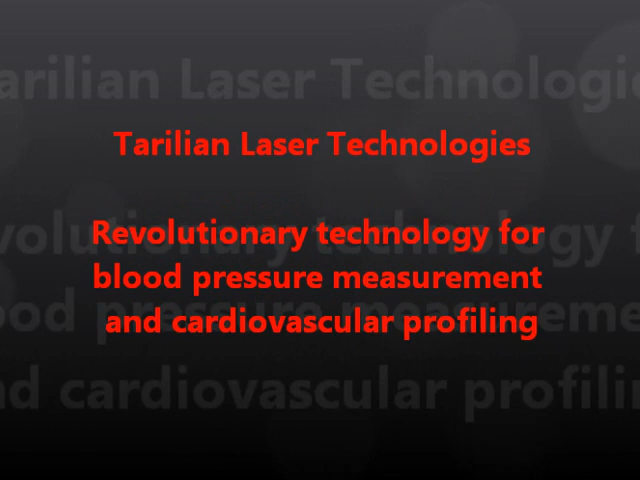 Tarilian Laser Technologies
Revolutionary technology for
blood pressure measurement
and cardiovascular profiling